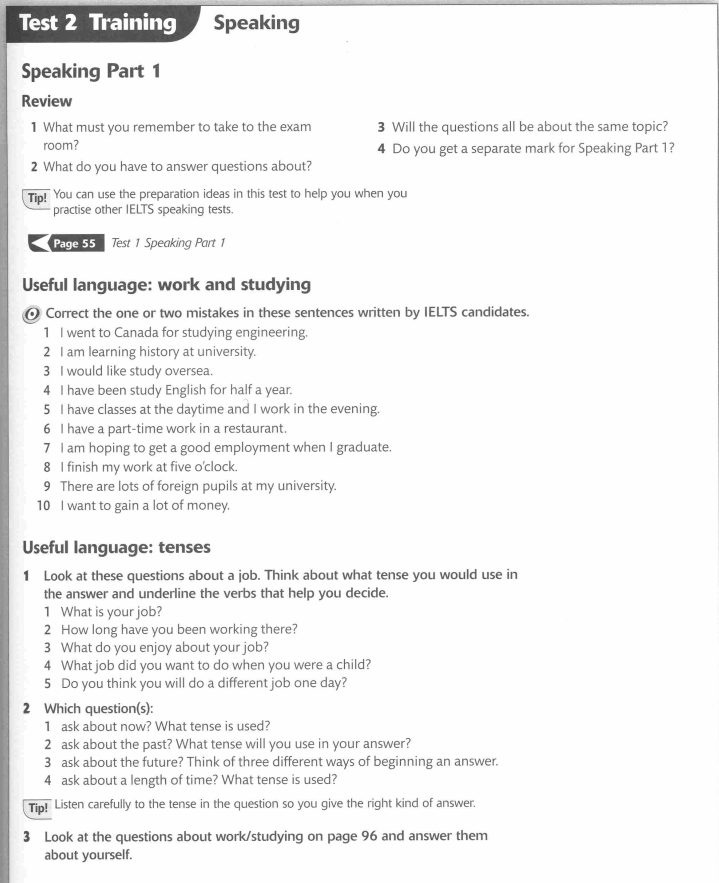 Test 2 Training Speaking
Speaking Part 1
Review
1 What must you remember to take to the exam
room?
2 What do you have to answer questions about?
3 Will the questions all be about the same topic?
4 Do you get a separate mark for Speaking Part 1?
Tip! You can use the preparation ideas in this test to help you when you
practise other IELTS speaking tests.
Page 55 Test 1 Speaking Part 1
Useful language: work and studying
Correct the one or two mistakes in these sentences written by IELTS candidates.
1 I went to Canada for studying engineering.
2 I am learning history at university.
3 I would like study oversea.
4 I have been study English for half a year.
5 I have classes at the daytime and I work in the evening.
6 I have a part-time work in a restaurant.
7 I am hoping to get a good employment when I graduate.
8 I finish my work at five o'clock.
9 There are lots of foreign pupils at my university.
10 I want to gain a lot of money.
Useful language: tenses
1 Look at these questions about a job. Think about what tense you would use in
the answer and underline the verbs that help you decide.
1 What is your job?
2 How long have you been working there?
3 What do you enjoy about your job?
4 What job did you want to do when you were a child?
5 Do you think you will do a different job one day?
2 Which question(s):
1 ask about now? What tense is used?
2 ask about the past? What tense will you use in your answer?
3 ask about the future? Think of three different ways of beginning an answer.
4 ask about a length of time? What tense is used?
Tip! Listen carefully to the tense in the question so you give the right kind of answer.
3 Look at the questions about work/studying on page 96 and answer them
about yourself.